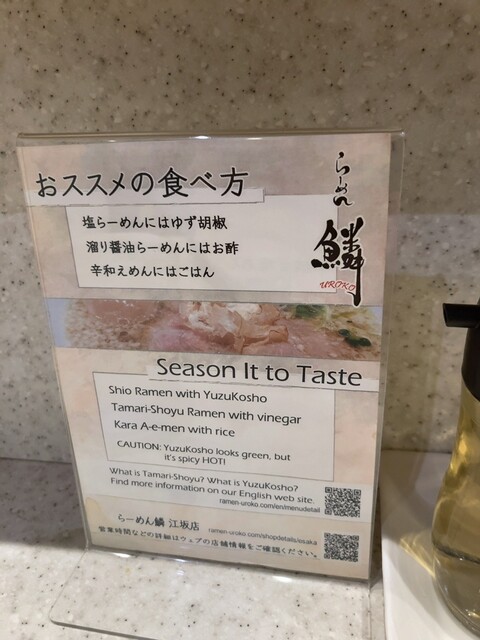 おススメの食べ方
塩らーめんにはゆず胡椒
溜り醤油らーめんにはお酢
辛和えめんにはごはん
らーめん
鱗
UROKO
Season It to Taste
Shio Ramen with YuzuKosho
Tamari-Shoyu Ramen with vinegar
Kara A-e-men with rice
CAUTION: YuzuKosho looks green, but
it's spicy HOT!
What is Tamari-Shoyu? What is YuzuKosho?
Find more information on our English web site.
ramen-uroko.com/en/menudetail
らーめん鱗 江坂店
ramen-uroko.com/shopdetails/esaka
営業時間などの詳細はウェブの店舗情報をご確認ください。